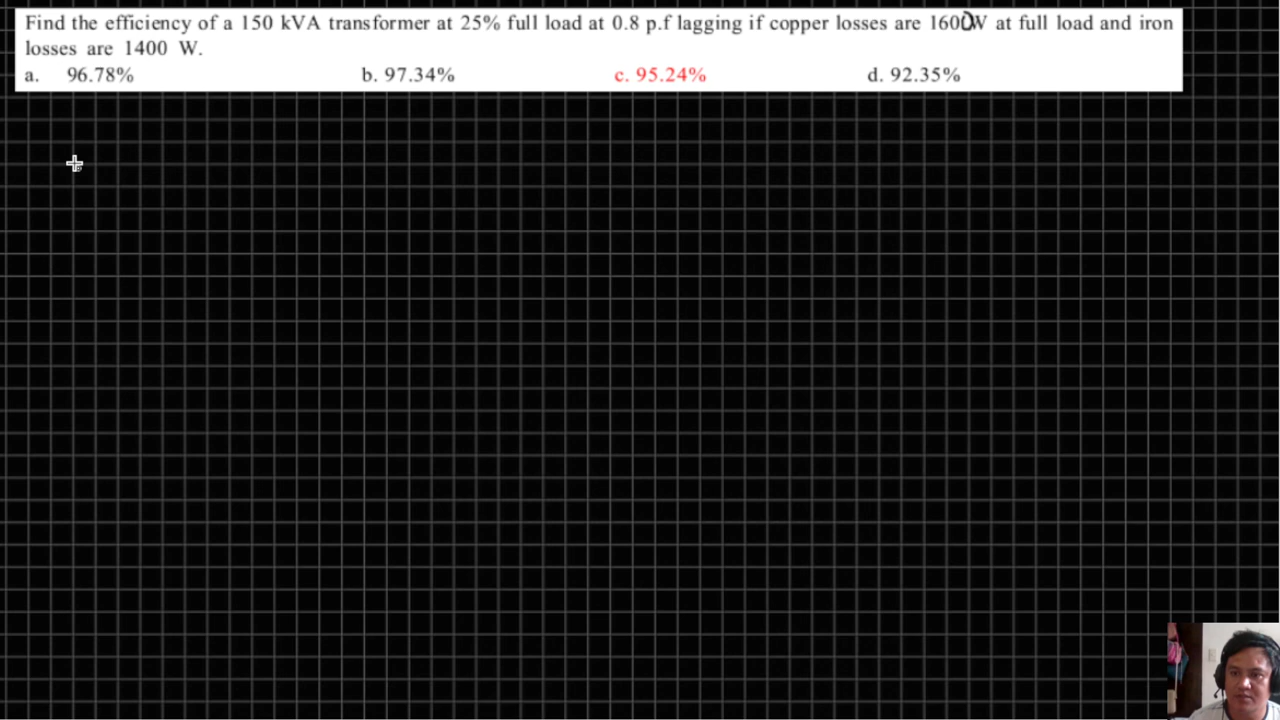 Find the efficiency of a 150 kVA transformer at 25% full load at 0.8 p.f lagging if copper losses are 1600W at full load and iron
losses are 1400 W.
a. 96.78% b. 97.34% c. 95.24% d. 92.35%